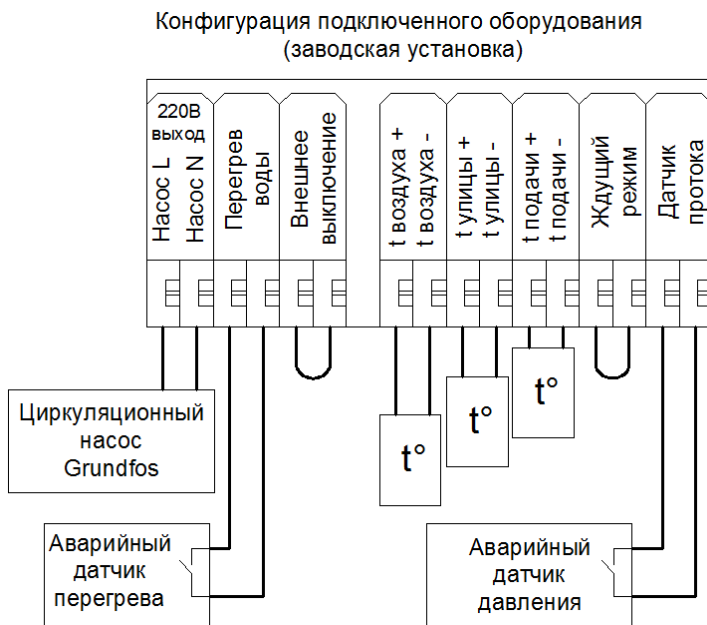 Конфигурация подключенного оборудования
(заводская установка)
220В
выход
Насос L
Насос N
Перегрев
воды
Внешнее
выключение
t воздуха +
t воздуха -
t улицы +
t улицы -
t подачи +
t подачи -
Ждущий
режим
Датчик
протока
Циркуляционный
насос
Grundfos
t°
t°
t°
Аварийный
датчик
перегрева
Аварийный
датчик
давления